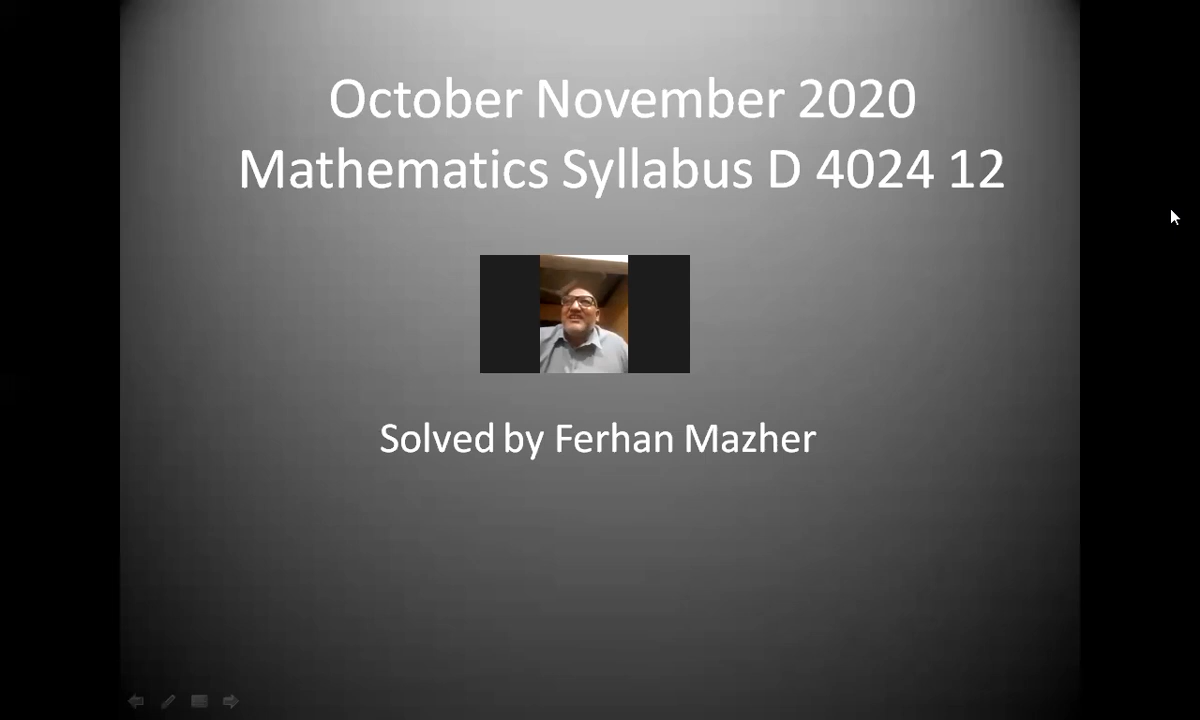 October November 2020
Mathematics Syllabus D 4024 12
Solved by Ferhan Mazher